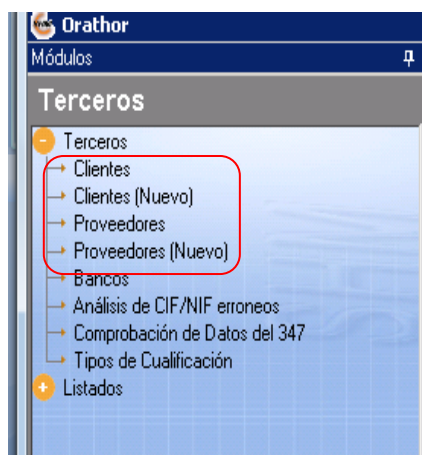 Orathor
Módulos
Terceros
Terceros
Clientes
Clientes (Nuevo)
Proveedores
Proveedores (Nuevo)
Bancos
Análisis de CIF/NIF erroneos
Comprobación de Datos del 347
Tipos de Cualificación
Listados